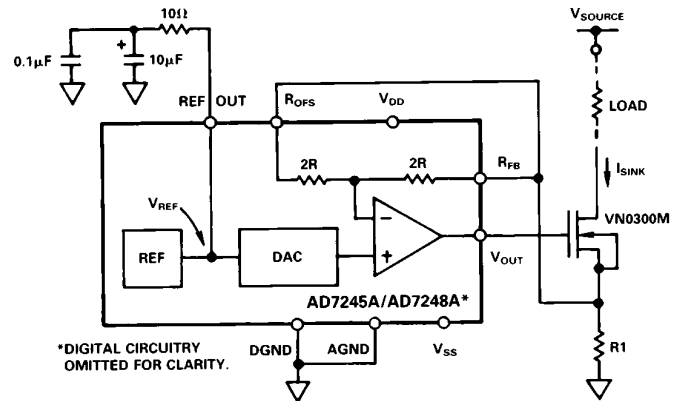 10Ω
V_SOURCE
0.1μF
+
10μF
REF OUT
R_OFS
V_DD
LOAD
2R
2R
R_FB
I_SINK
V_REF
VN0300M
REF
DAC
−
+
V_OUT
AD7245A/AD7248A*
*DIGITAL CIRCUITRY
OMITTED FOR CLARITY.
DGND
AGND
V_SS
R1